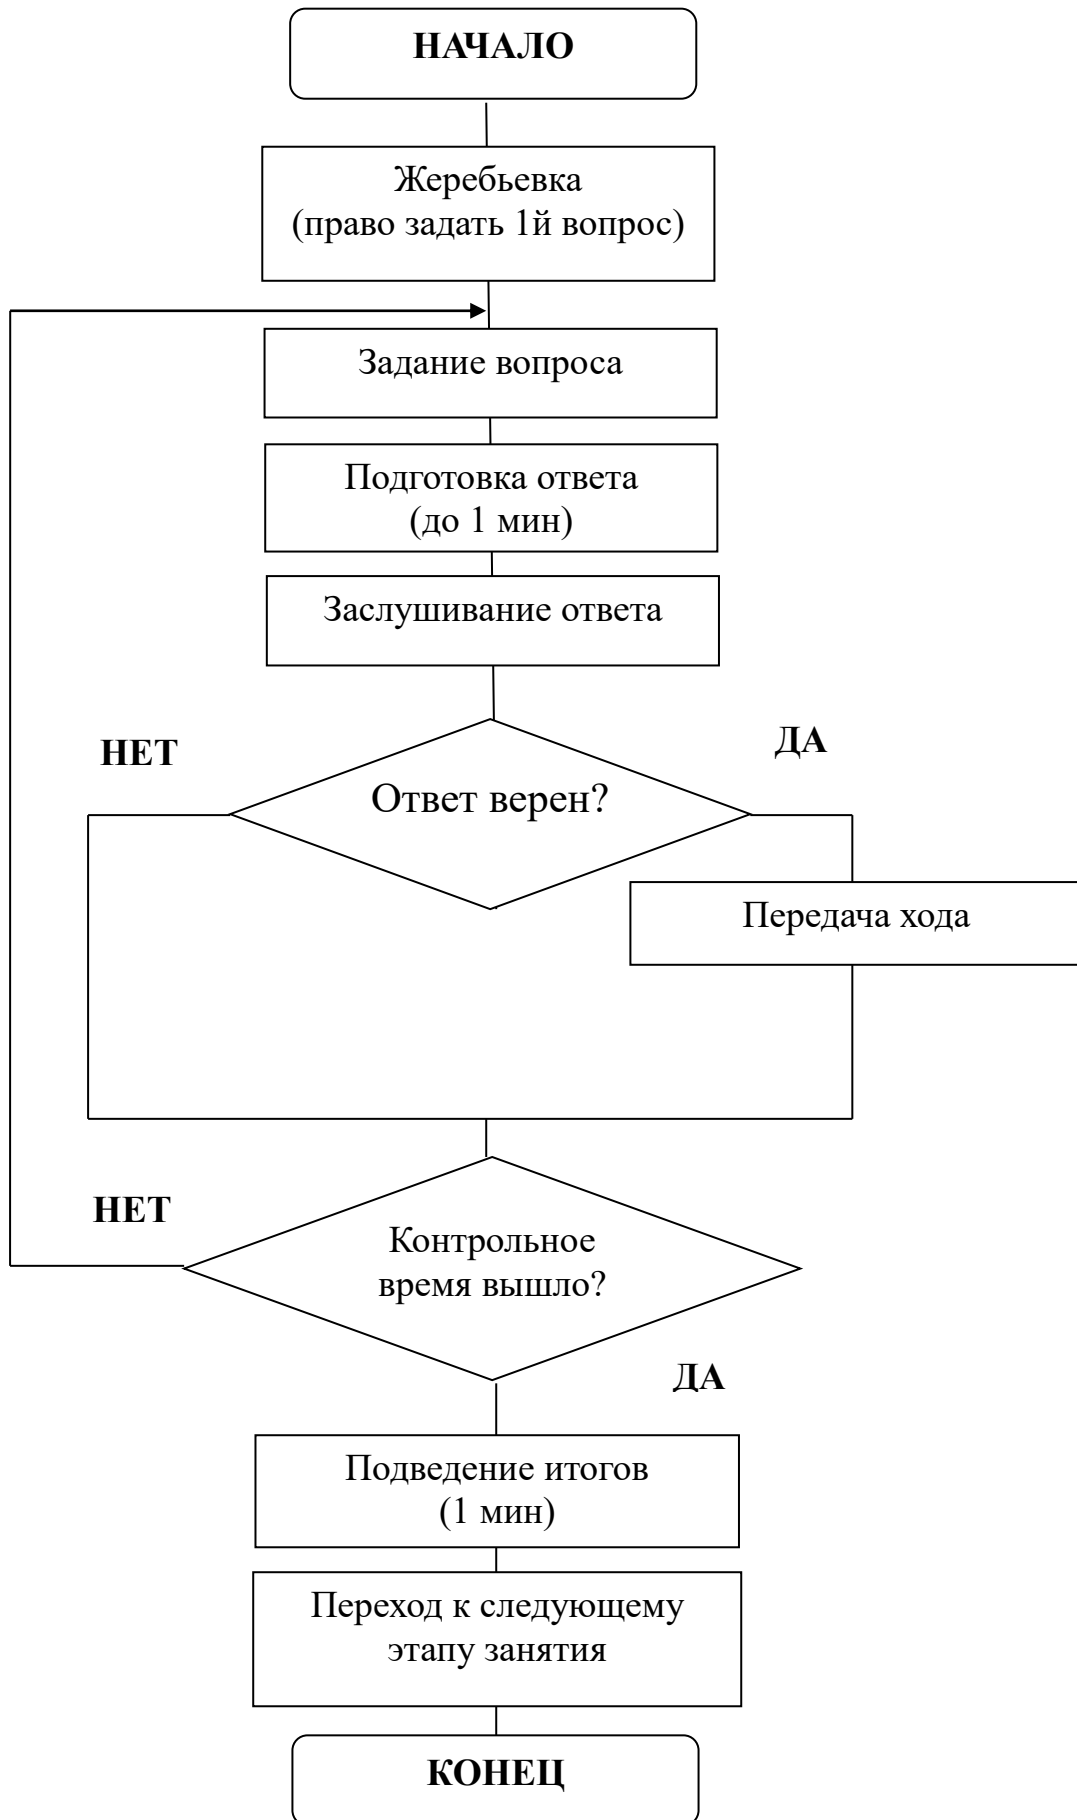 НАЧАЛО
Жеребьевка
(право задать 1й вопрос)
Задание вопроса
Подготовка ответа
(до 1 мин)
Заслушивание ответа
НЕТ
ДА
Ответ верен?
Передача хода
НЕТ
Контрольное
время вышло?
ДА
Подведение итогов
(1 мин)
Переход к следующему
этапу занятия
КОНЕЦ